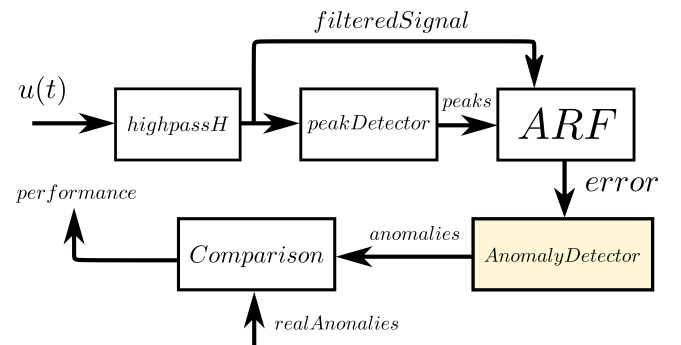 filteredSignal
u(t)
highpassH
peakDetector
peaks
ARF
error
performance
Comparison
anomalies
AnomalyDetector
realAnonalies